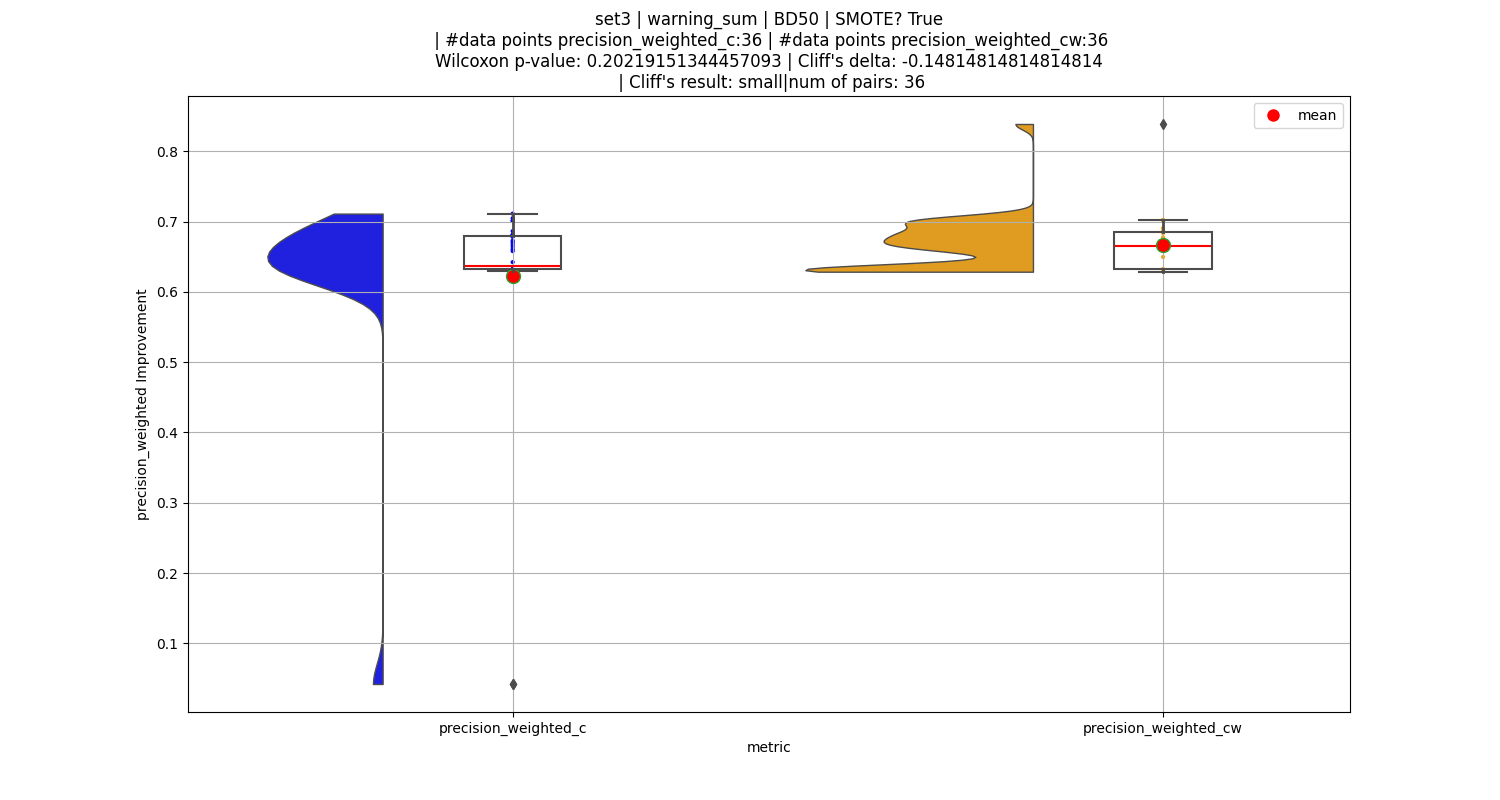 set3 | warning_sum | BD50 | SMOTE? True
| #data points precision_weighted_c:36 | #data points precision_weighted_cw:36
Wilcoxon p-value: 0.20219151344457093 | Cliff's delta: -0.14814814814814814
| Cliff's result: small|num of pairs: 36
mean
0.8
0.7
0.6
0.5
0.4
0.3
0.2
0.1
precision_weighted Improvement
precision_weighted_c
precision_weighted_cw
metric